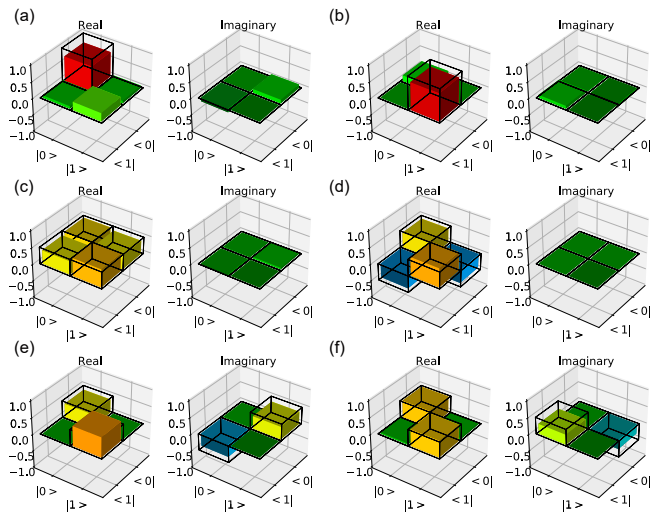 (a) Real Imaginary (b) Real Imaginary
1.0 1.0 1.0 1.0
0.5 0.5 0.5 0.5
0.0 0.0 0.0 0.0
−0.5 −0.5 −0.5 −0.5
−1.0 −1.0 −1.0 −1.0
|0> |1> <1| <0| |0> |1> <1| <0| |0> |1> <1| <0| |0> |1> <1| <0|
(c) Real Imaginary (d) Real Imaginary
1.0 1.0 1.0 1.0
0.5 0.5 0.5 0.5
0.0 0.0 0.0 0.0
−0.5 −0.5 −0.5 −0.5
−1.0 −1.0 −1.0 −1.0
|0> |1> <1| <0| |0> |1> <1| <0| |0> |1> <1| <0| |0> |1> <1| <0|
(e) Real Imaginary (f) Real Imaginary
1.0 1.0 1.0 1.0
0.5 0.5 0.5 0.5
0.0 0.0 0.0 0.0
−0.5 −0.5 −0.5 −0.5
−1.0 −1.0 −1.0 −1.0
|0> |1> <1| <0| |0> |1> <1| <0| |0> |1> <1| <0| |0> |1> <1| <0|